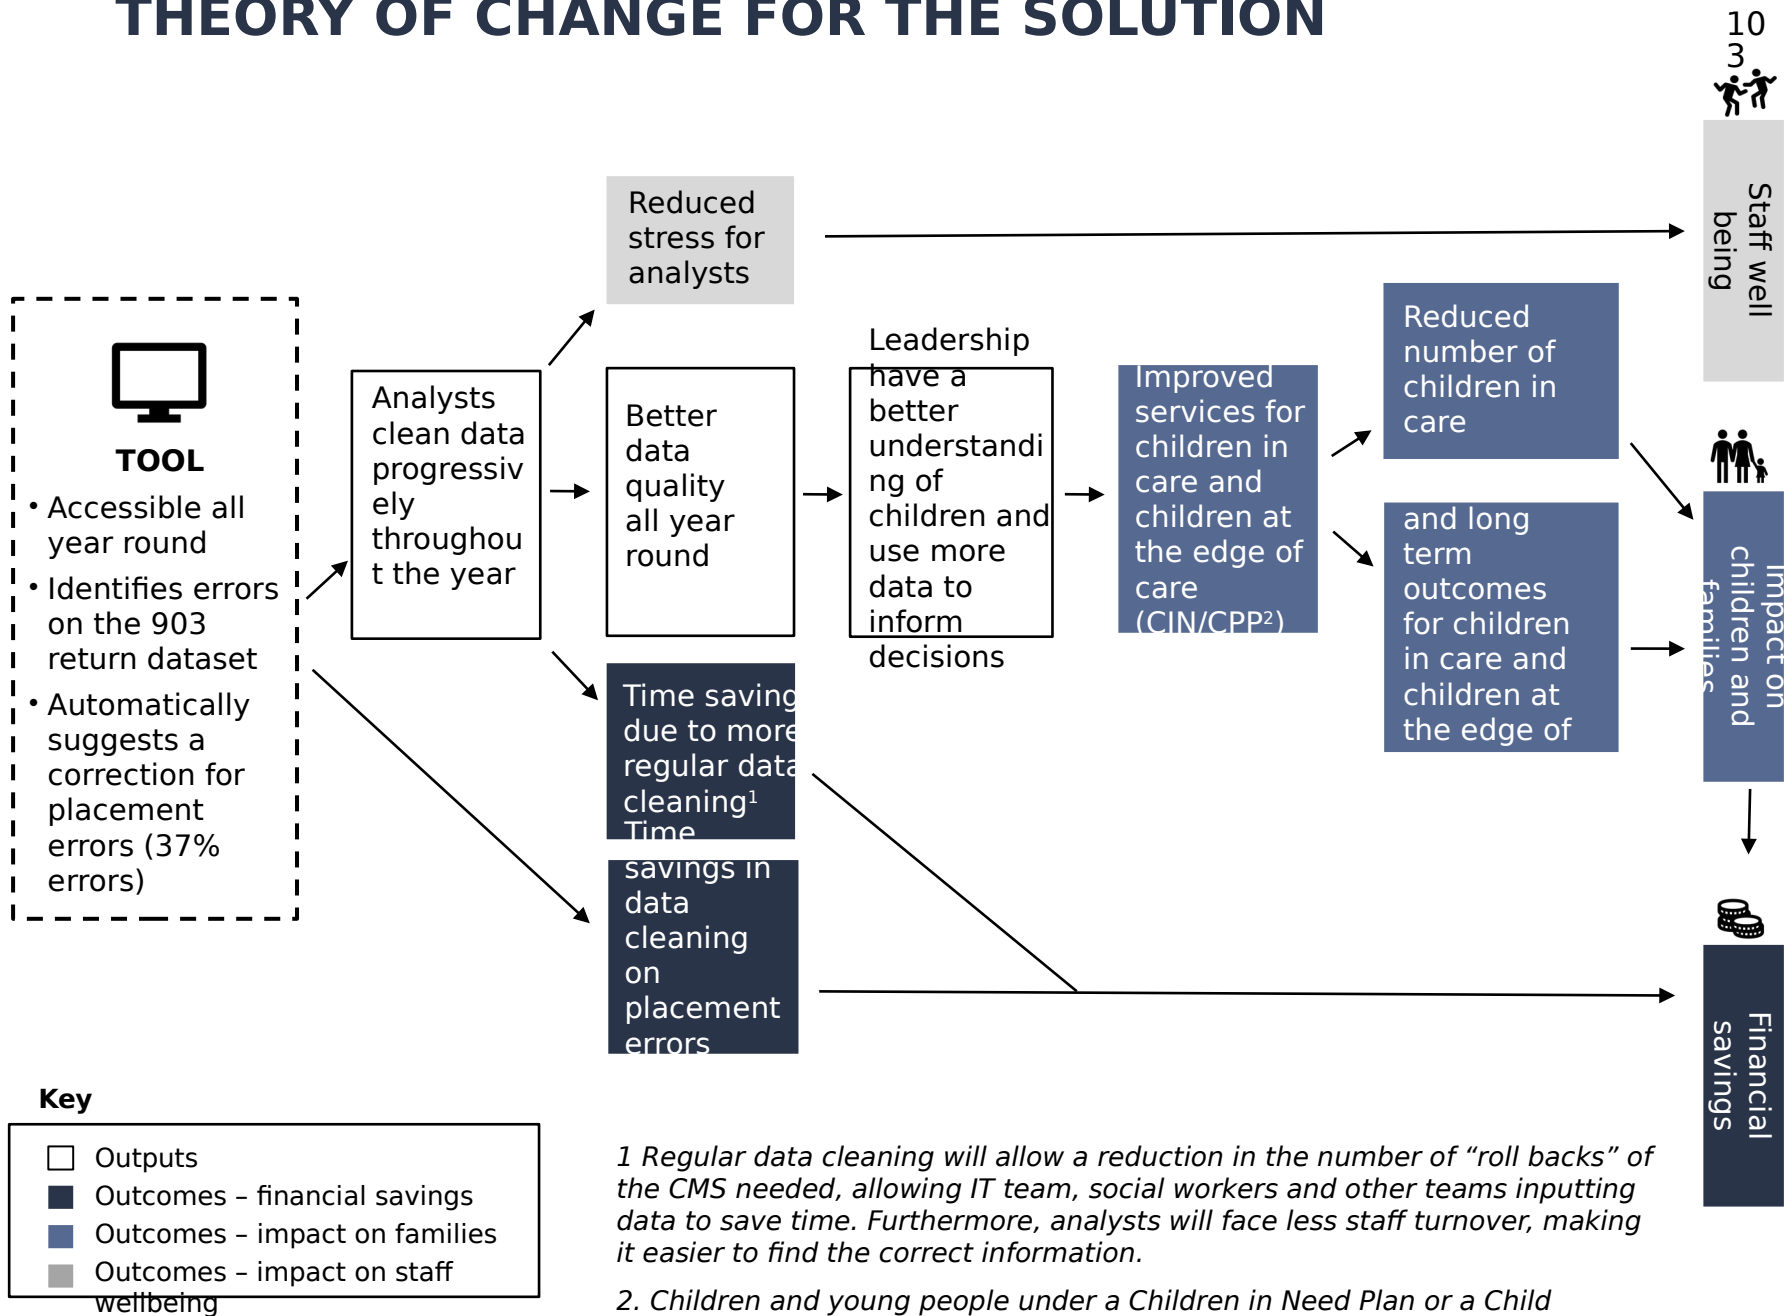 THEORY OF CHANGE FOR THE SOLUTION
10
3
Staff well
being
Reduced
stress for
analysts
TOOL
• Accessible all
year round
• Identifies errors
on the 903
return dataset
• Automatically
suggests a
correction for
placement
errors (37%
errors)
Analysts
clean data
progressiv
ely
throughou
t the year
Better
data
quality
all year
round
Leadership
have a
better
understandi
ng of
children and
use more
data to
inform
decisions
Improved
services for
children in
care and
children at
the edge of
care
(CIN/CPP²)
Reduced
number of
children in
care
and long
term
outcomes
for children
in care and
children at
the edge of
Impact on
children and
families
Time saving
due to more
regular data
cleaning¹
Time
savings in
data
cleaning
on
placement
errors
Financial
savings
Key
Outputs
Outcomes – financial savings
Outcomes – impact on families
Outcomes – impact on staff
wellbeing
1 Regular data cleaning will allow a reduction in the number of “roll backs” of
the CMS needed, allowing IT team, social workers and other teams inputting
data to save time. Furthermore, analysts will face less staff turnover, making
it easier to find the correct information.
2. Children and young people under a Children in Need Plan or a Child